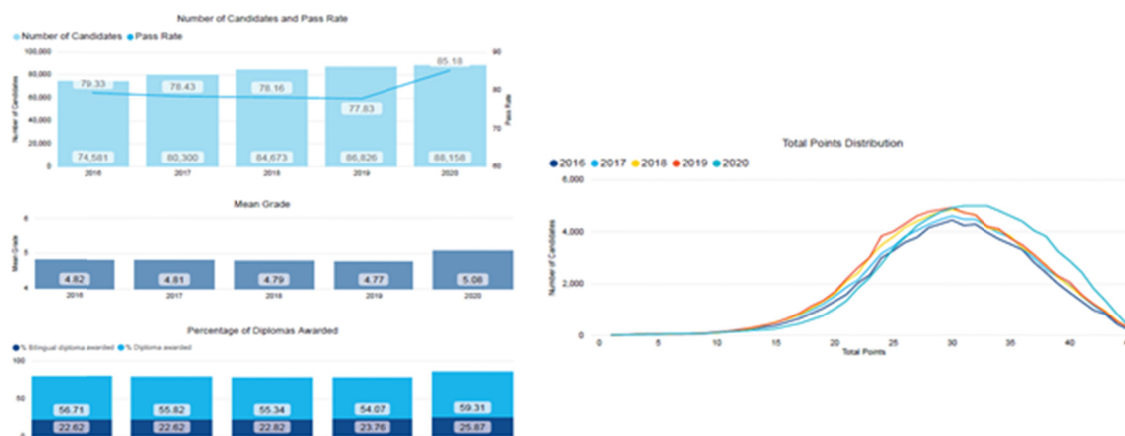 Number of Candidates and Pass Rate
Number of Candidates Pass Rate
100,000
80,000
60,000
40,000
20,000
0
Number of Candidates
79.33 78.43 78.16 77.83 85.18
74,581 80,300 84,673 86,826 88,158
2016 2017 2018 2019 2020
90
80
70
60
Pass Rate
Mean Grade
6
5
4
Mean Grade
4.82 4.81 4.79 4.77 5.08
2016 2017 2018 2019 2020
Percentage of Diplomas Awarded
% Bilingual diploma awarded % Diploma awarded
100
50
0
56.71 55.82 55.34 54.07 59.31
22.62 22.62 22.82 23.76 25.87
Total Points Distribution
2016 2017 2018 2019 2020
6,000
4,000
2,000
0
Number of Candidates
0 5 10 15 20 25 30 35 40
Total Points